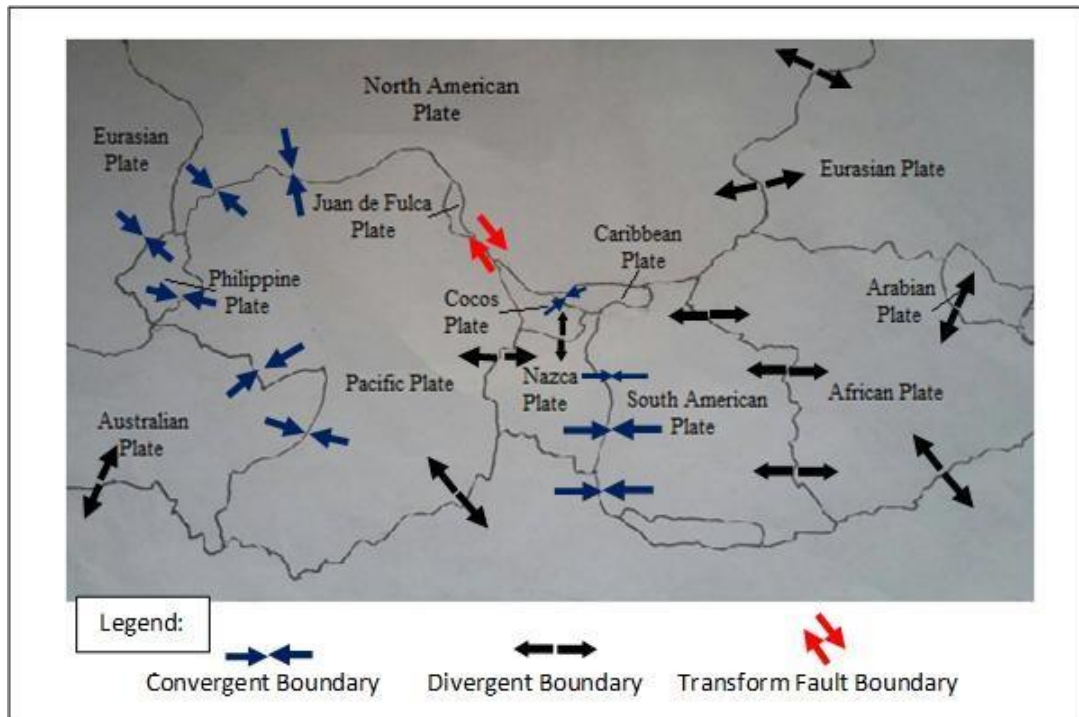 North American
Plate
Eurasian
Plate
Eurasian Plate
Juan de Fulca
Plate
Caribbean
Plate
Philippine
Plate
Cocos
Plate
Arabian
Plate
Pacific Plate
Nazca
Plate
South American
Plate
African Plate
Australian
Plate
Legend:
Convergent Boundary
Divergent Boundary
Transform Fault Boundary